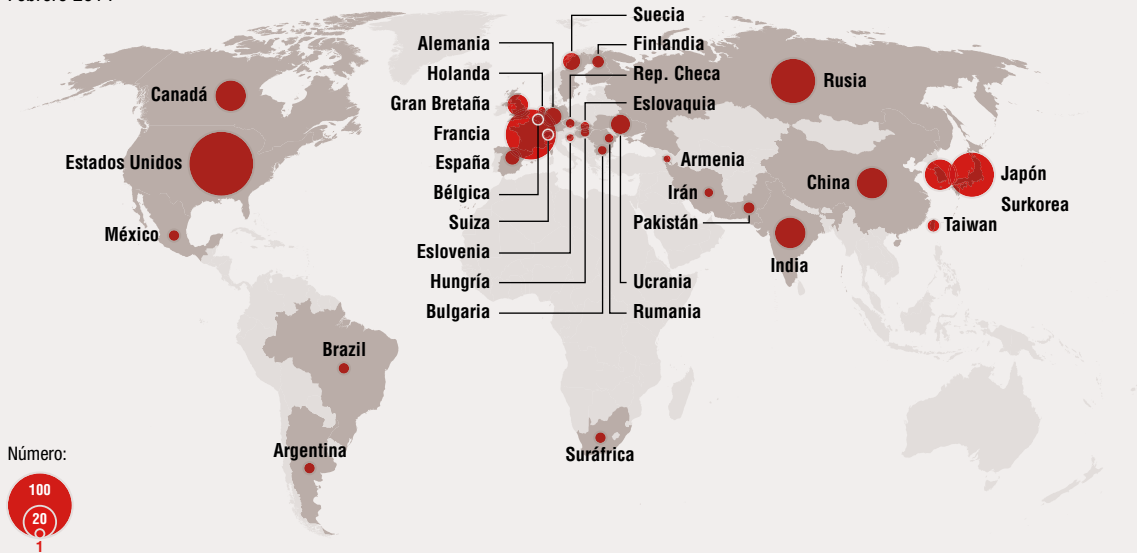 Suecia
Alemania
Finlandia
Holanda
Rep. Checa
Canadá
Gran Bretaña
Eslovaquia
Rusia
Francia
Estados Unidos
España
Armenia
Bélgica
Irán
China
Japón
Surkorea
Suiza
Pakistán
Taiwan
México
Eslovenia
India
Hungría
Ucrania
Bulgaria
Rumania
Brazil
Argentina
Suráfrica
Número:
100
20
1